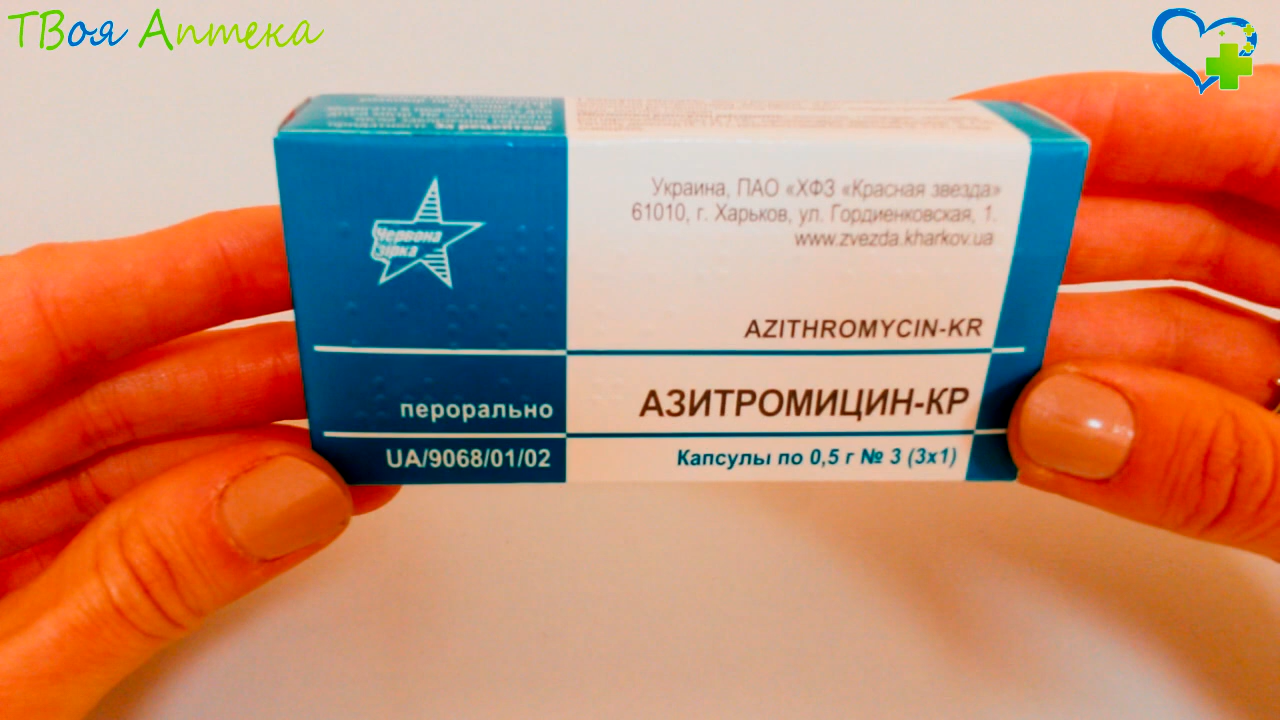 ТВоя Аптека
Червона
зірка
Украина, ПАО «ХФЗ «Красная звезда»
61010, г. Харьков, ул. Гордиенковская, 1.
www.zvezda.kharkov.ua
AZITHROMYCIN-KR
перорально
АЗИТРОМИЦИН-КР
UA/9068/01/02
Капсулы по 0,5 г № 3 (3x1)